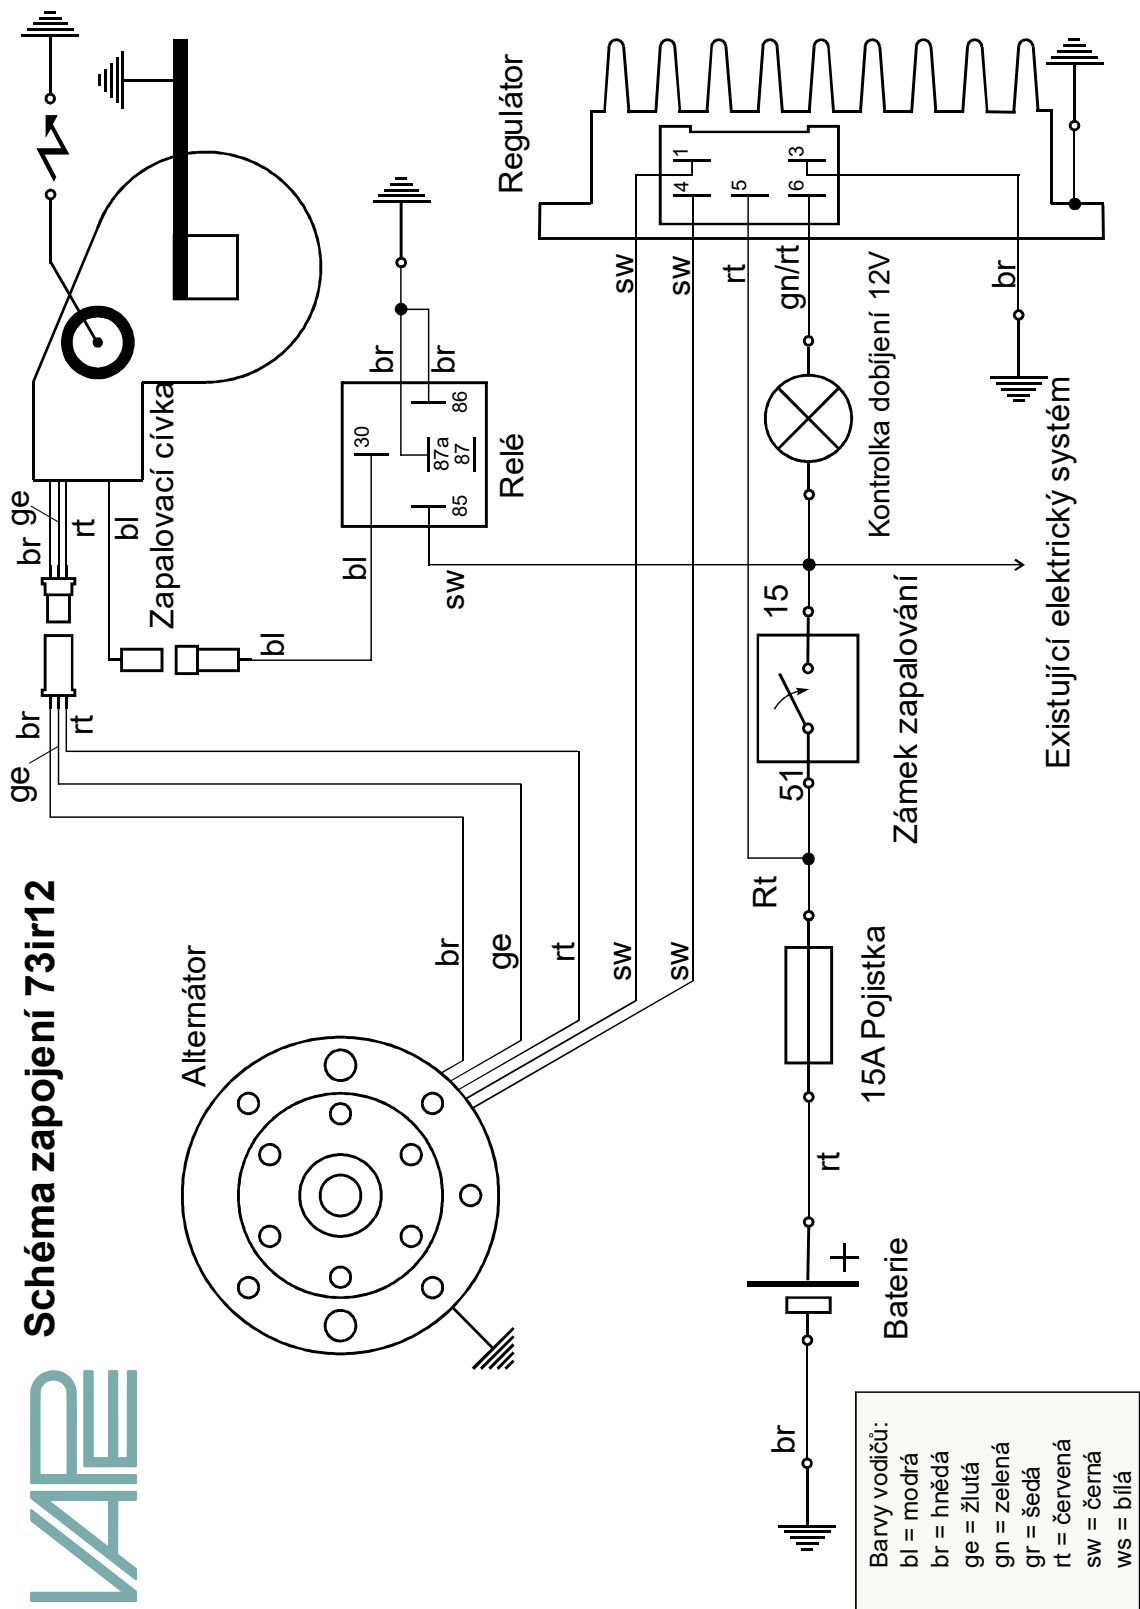 VAPE
Schéma zapojení 73ir12
Alternátor
br
ge
rt
sw
sw
br
ge
rt
br
ge
rt
bl
Zapalovací cívka
bl
bl
sw
br
br
30
87a
87
86
85
Relé
Regulátor
1
4
5
3
6
sw
sw
rt
gn/rt
br
Kontrolka dobíjení 12V
Existující elektrický systém
15
51
Zámek zapalování
Rt
15A Pojistka
rt
+
Baterie
br
Barvy vodičů:
bl = modrá
br = hnědá
ge = žlutá
gn = zelená
gr = šedá
rt = červená
sw = černá
ws = bílá